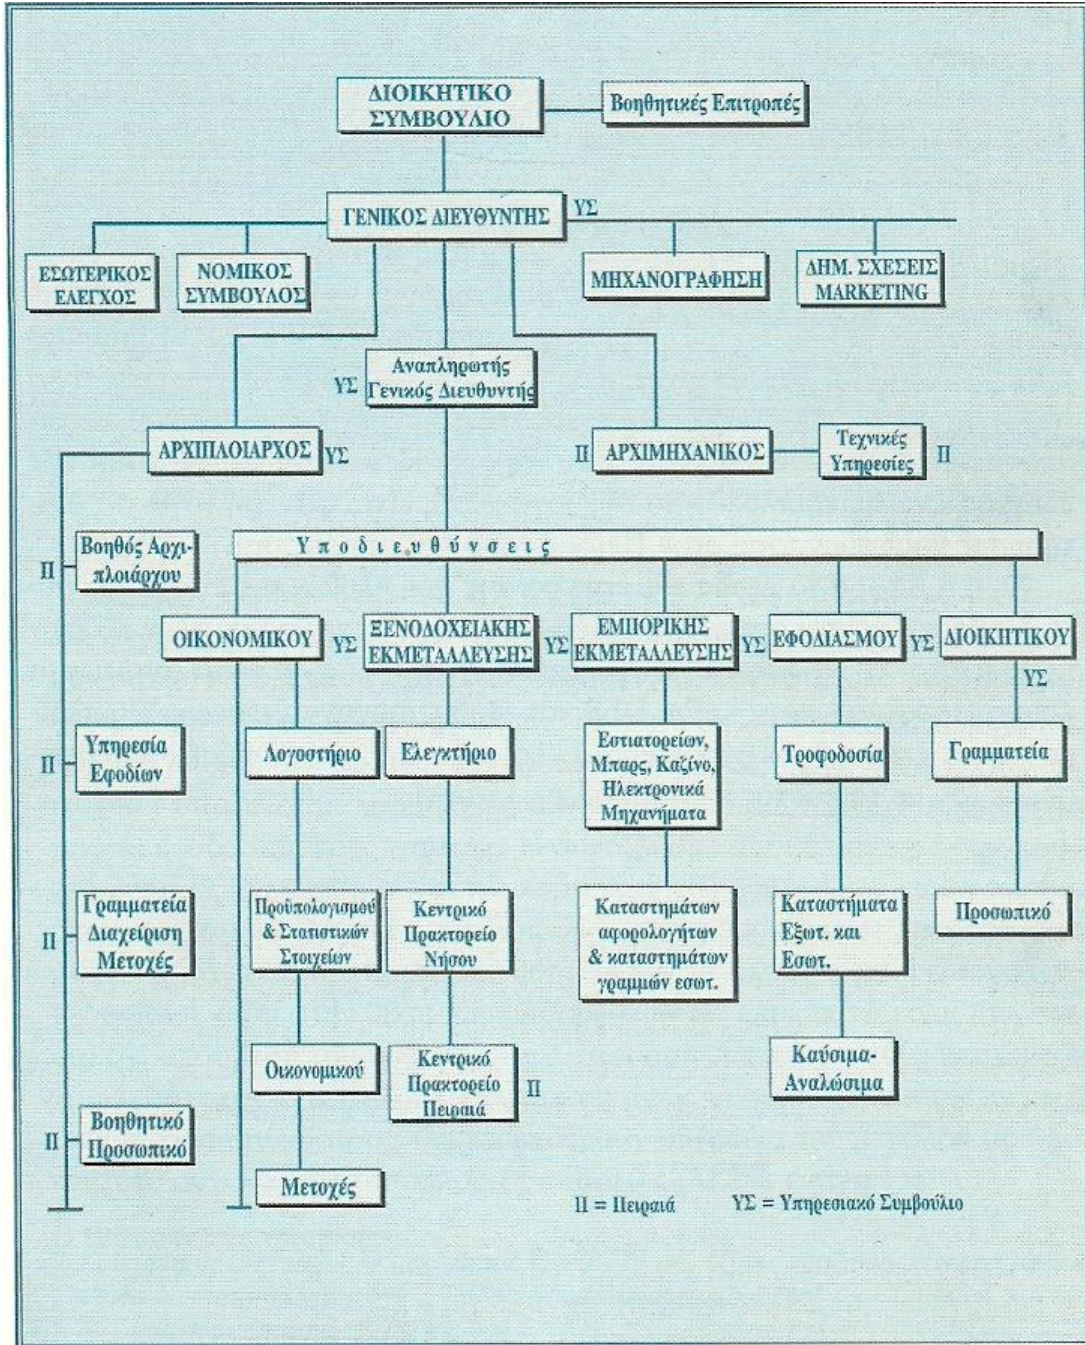 ΔΙΟΙΚΗΤΙΚΟ
ΣΥΜΒΟΥΛΙΟ
Βοηθητικές Επιτροπές
ΓΕΝΙΚΟΣ ΔΙΕΥΘΥΝΤΗΣ
ΥΣ
ΕΣΩΤΕΡΙΚΟΣ
ΕΛΕΓΧΟΣ
ΝΟΜΙΚΟΣ
ΣΥΜΒΟΥΛΟΣ
ΜΗΧΑΝΟΓΡΑΦΗΣΗ
ΔΗΜ. ΣΧΕΣΕΙΣ
MARKETING
ΥΣ
Αναπληρωτής
Γενικός Διευθυντής
ΑΡΧΙΠΛΟΙΑΡΧΟΣ
ΥΣ
Π
ΑΡΧΙΜΗΧΑΝΙΚΟΣ
Τεχνικές
Υπηρεσίες
Π
Π
Βοηθός Αρχι-
πλοιάρχου
Υποδιευθύνσεις
ΟΙΚΟΝΟΜΙΚΟΥ
ΥΣ
ΞΕΝΟΔΟΧΕΙΑΚΗΣ
ΕΚΜΕΤΑΛΛΕΥΣΗΣ
ΥΣ
ΕΜΠΟΡΙΚΗΣ
ΕΚΜΕΤΑΛΛΕΥΣΗΣ
ΥΣ
ΕΦΟΔΙΑΣΜΟΥ
ΥΣ
ΔΙΟΙΚΗΤΙΚΟΥ
ΥΣ
Π
Υπηρεσία
Εφοδίων
Λογοστήριο
Ελεγκτήριο
Εστιατορείων,
Μπαρς, Καζίνο,
Ηλεκτρονικά
Μηχανήματα
Τροφοδοσία
Γραμματεία
Π
Γραμματεία
Διαχείριση
Μετοχές
Προϋπολογισμού
& Στατιστικών
Στοιχείων
Κεντρικό
Πρακτορείο
Νήσου
Καταστημάτων
αφορολογήτων
& καταστημάτων
γραμμών εσωτ.
Καταστήματα
Εξωτ. και
Εσωτ.
Προσωπικό
Οικονομικού
Κεντρικό
Πρακτορείο
Πειραιά
Π
Καύσιμα-
Αναλώσιμα
Π
Βοηθητικό
Προσωπικό
Μετοχές
Π = Πειραιά
ΥΣ = Υπηρεσιακό Συμβούλιο